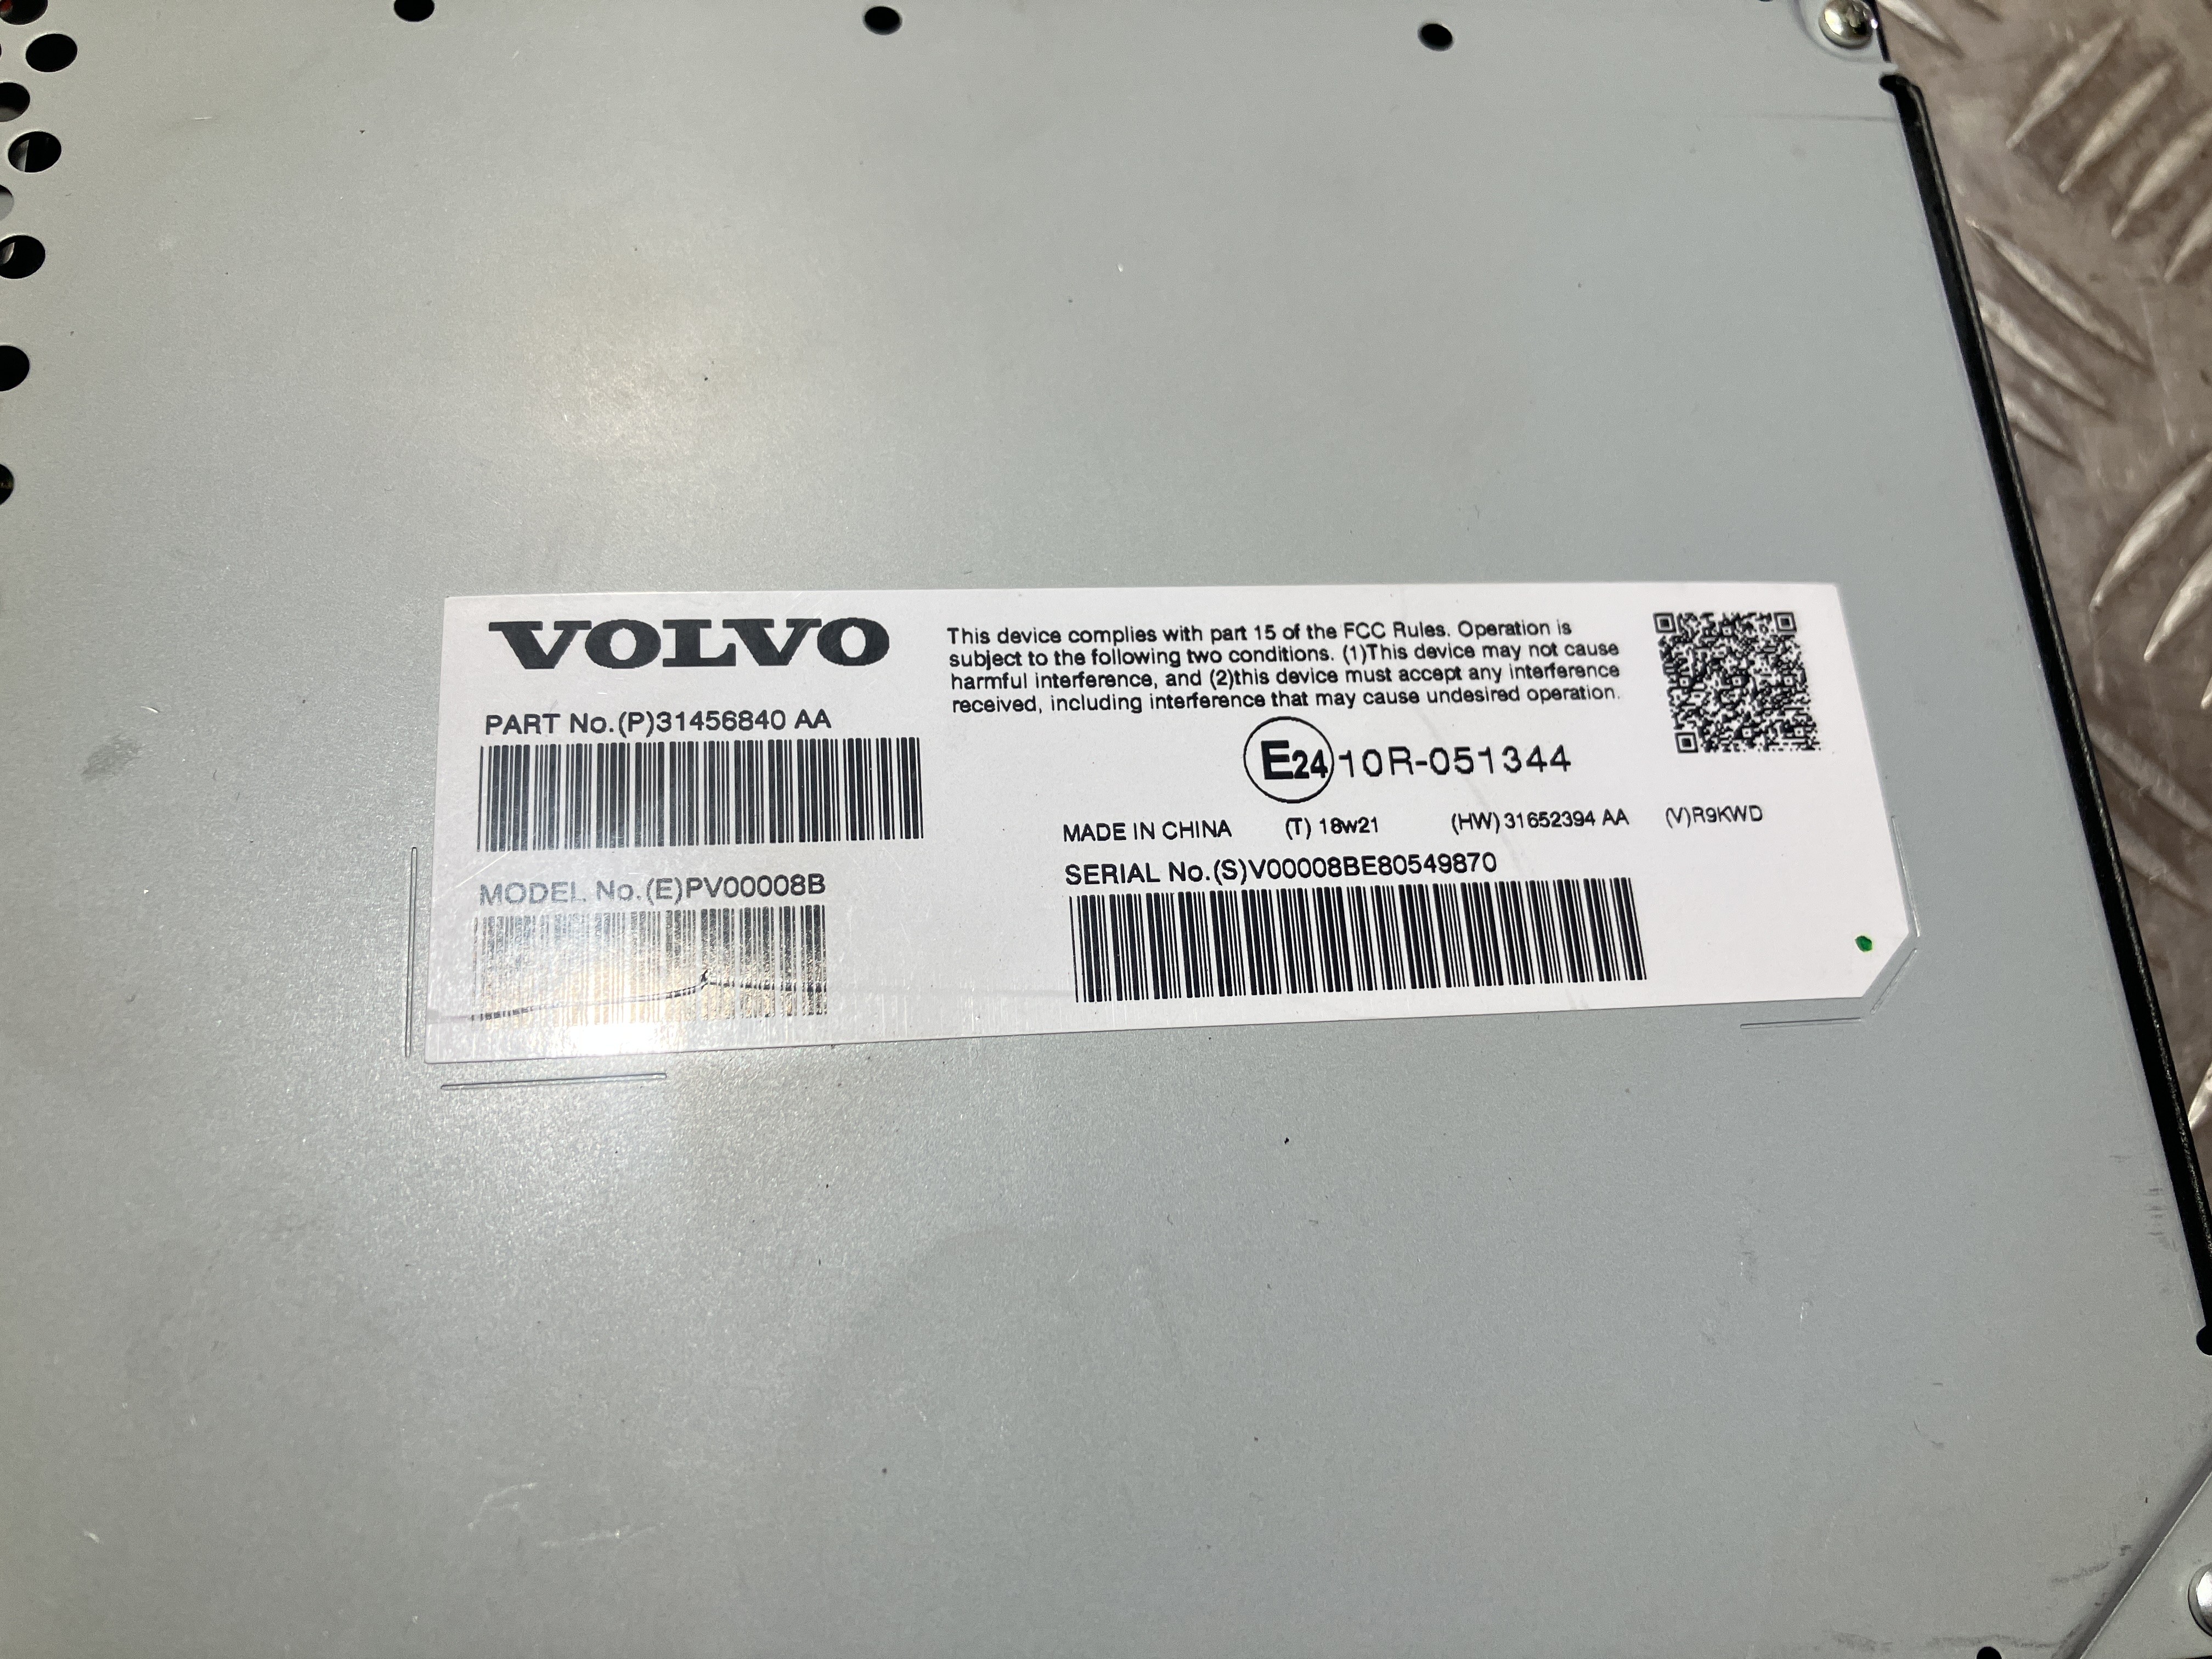 VOLVO
This device complies with part 15 of the FCC Rules. Operation is
subject to the following two conditions. (1)This device may not cause
harmful interference, and (2)this device must accept any interference
received, including interference that may cause undesired operation.
PART No.(P)31456840 AA
E24 10R-051344
MADE IN CHINA (T) 18w21 (HW) 31652394 AA (V)R9KWD
MODEL No.(E)PV00008B
SERIAL No.(S)V00008BE80549870